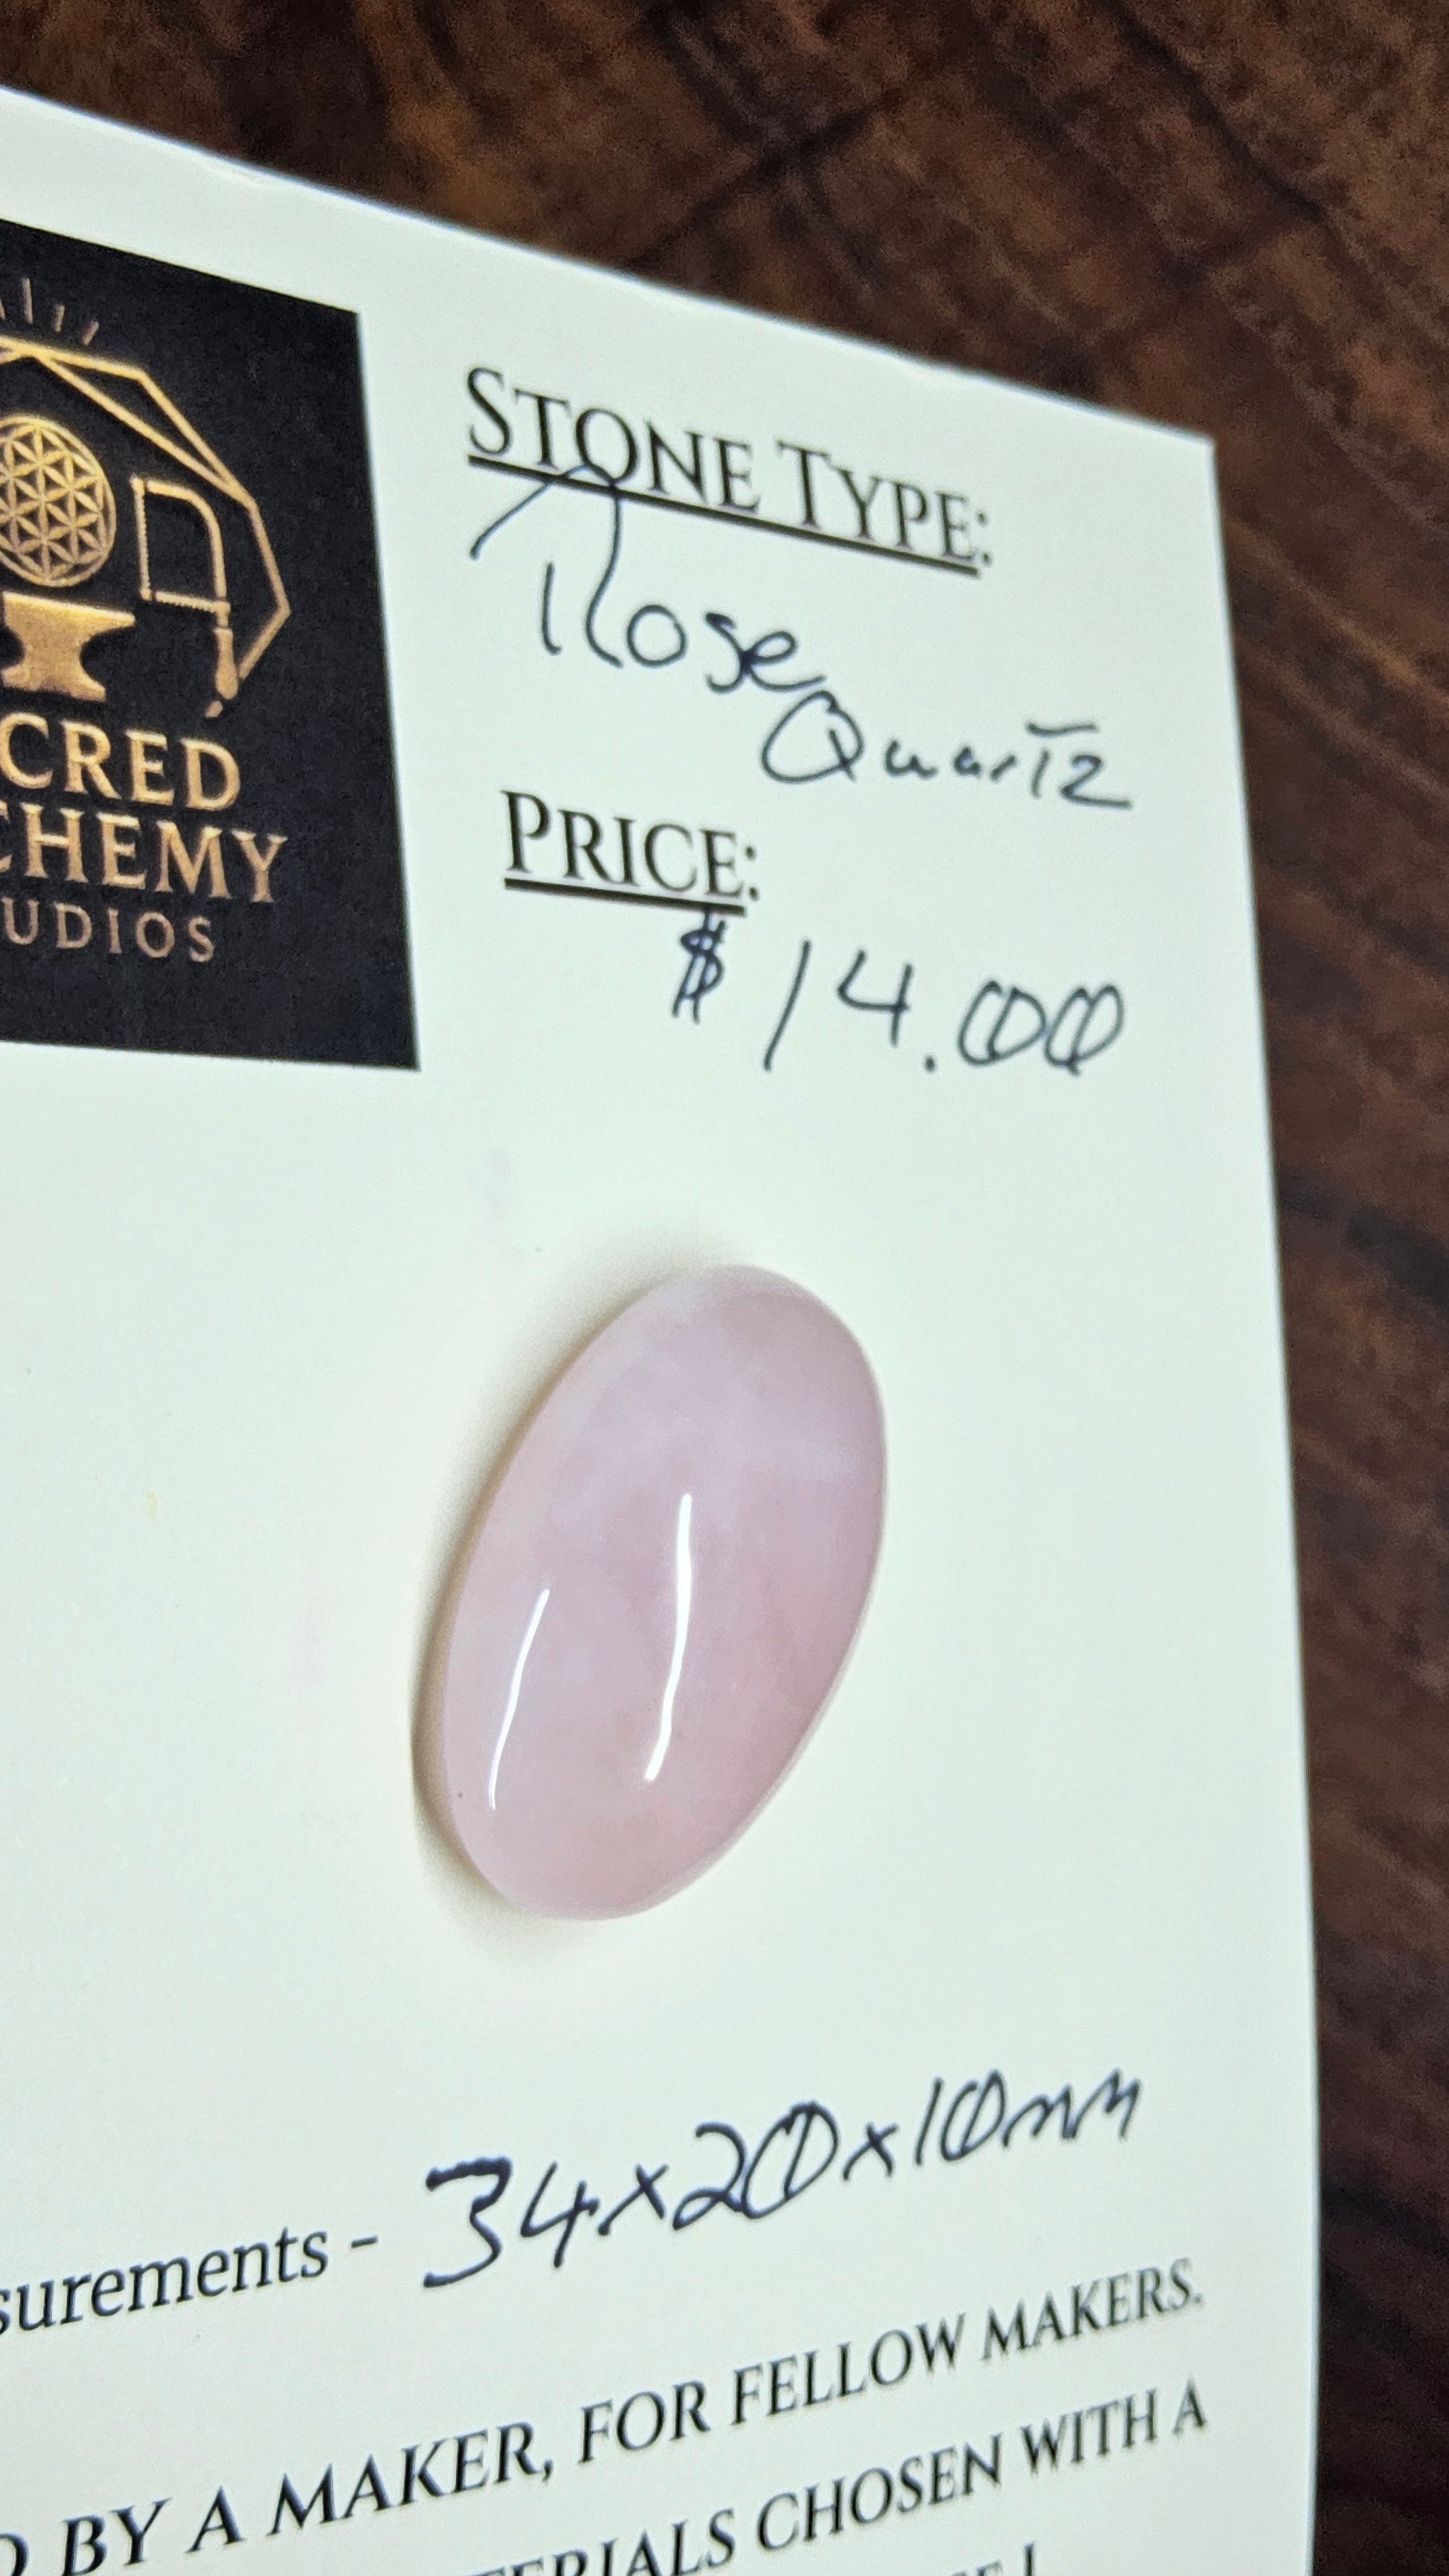 CRED
CHEMY
UDIOS
STONE TYPE:
Rose
Quartz
PRICE:
$14.00
surements - 34x20x10mm
D BY A MAKER, FOR FELLOW MAKERS.
TERIALS CHOSEN WITH A